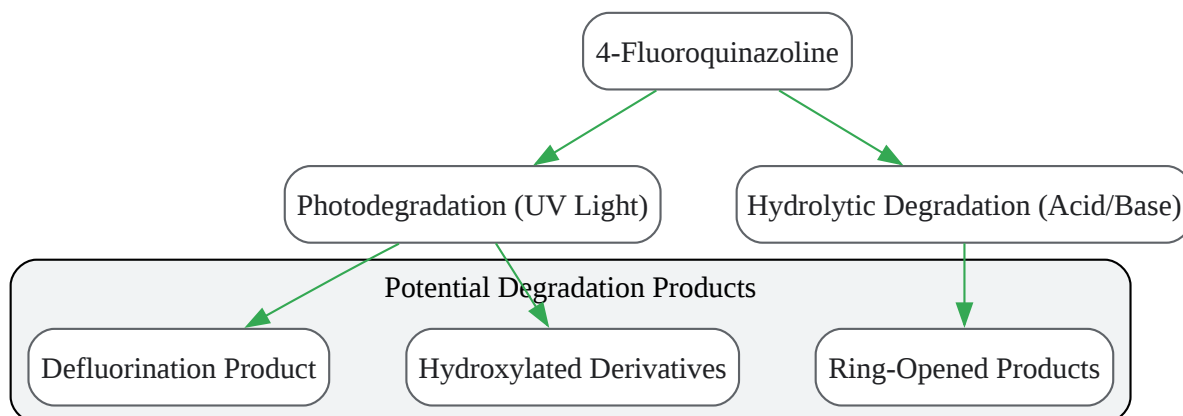 4-Fluoroquinazoline
Photodegradation (UV Light)
Hydrolytic Degradation (Acid/Base)
Potential Degradation Products
Defluorination Product
Hydroxylated Derivatives
Ring-Opened Products